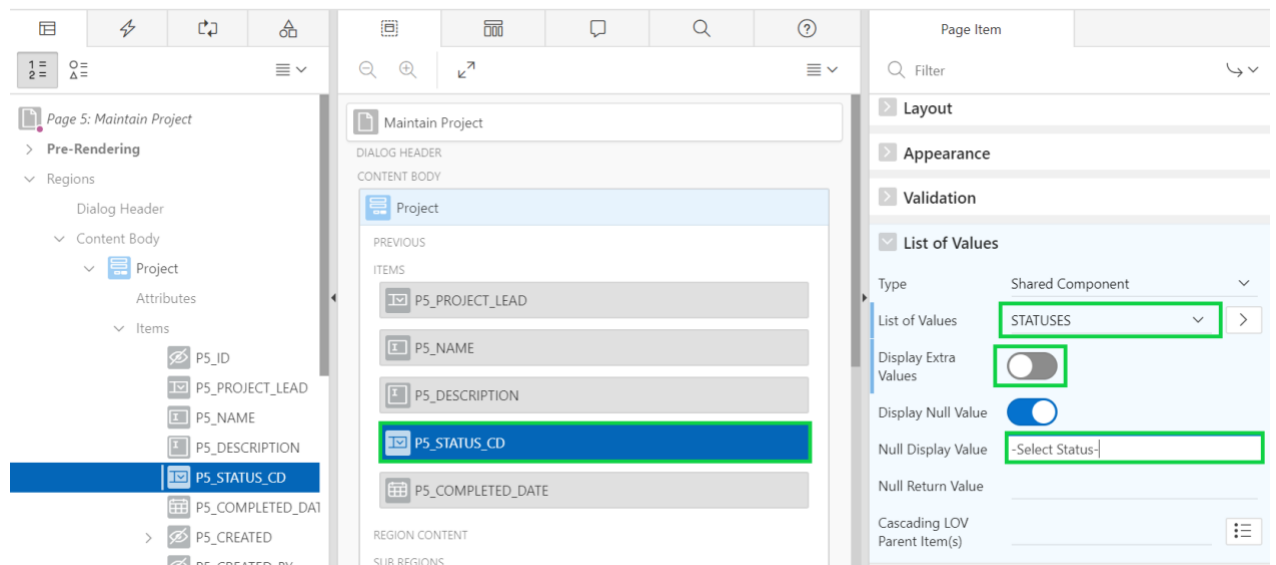 Page 5: Maintain Project
Pre-Rendering
Regions
Dialog Header
Content Body
Project
Attributes
Items
P5_ID
P5_PROJECT_LEAD
P5_NAME
P5_DESCRIPTION
P5_STATUS_CD
P5_COMPLETED_DAT
P5_CREATED
P5_CREATED_BY
Maintain Project
DIALOG HEADER
CONTENT BODY
Project
PREVIOUS
ITEMS
P5_PROJECT_LEAD
P5_NAME
P5_DESCRIPTION
P5_STATUS_CD
P5_COMPLETED_DATE
REGION CONTENT
SUB REGIONS
Page Item
Filter
Layout
Appearance
Validation
List of Values
Type Shared Component
List of Values STATUSES
Display Extra
Values
Display Null Value
Null Display Value -Select Status-
Null Return Value
Cascading LOV
Parent Item(s)